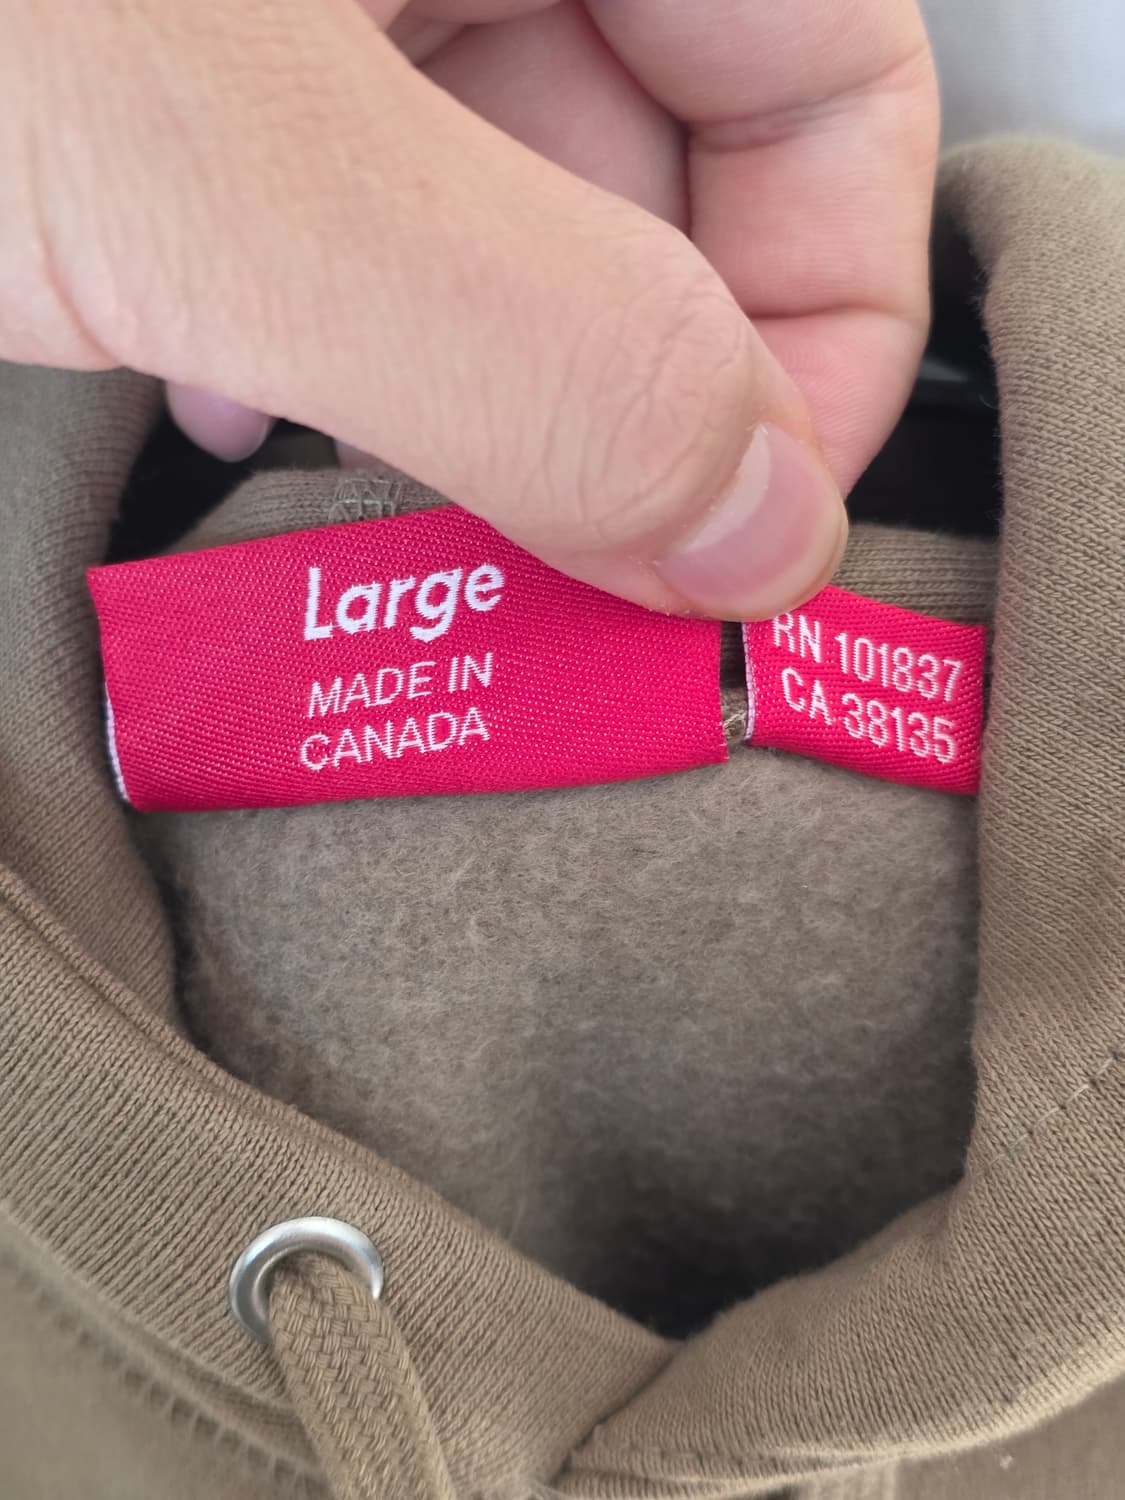 Large
MADE IN
CANADA
RN 101837
CA 38135